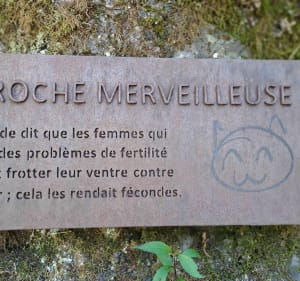 ROCHE MERVEILLEUSE
de dit que les femmes qui
des problèmes de fertilité
t frotter leur ventre contre
r ; cela les rendait fécondes.